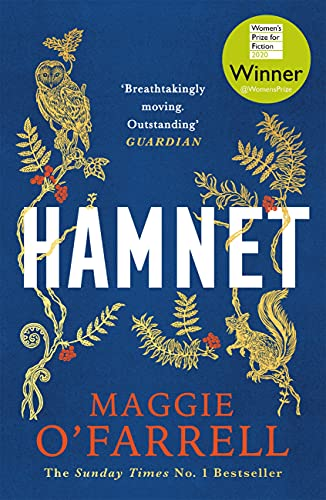 Women's
Prize for
Fiction
2020
Winner
@WomensPrize
‘Breathtakingly
moving.
Outstanding’
GUARDIAN
HAMNET
MAGGIE
O’FARRELL
The Sunday Times No. 1 Bestseller